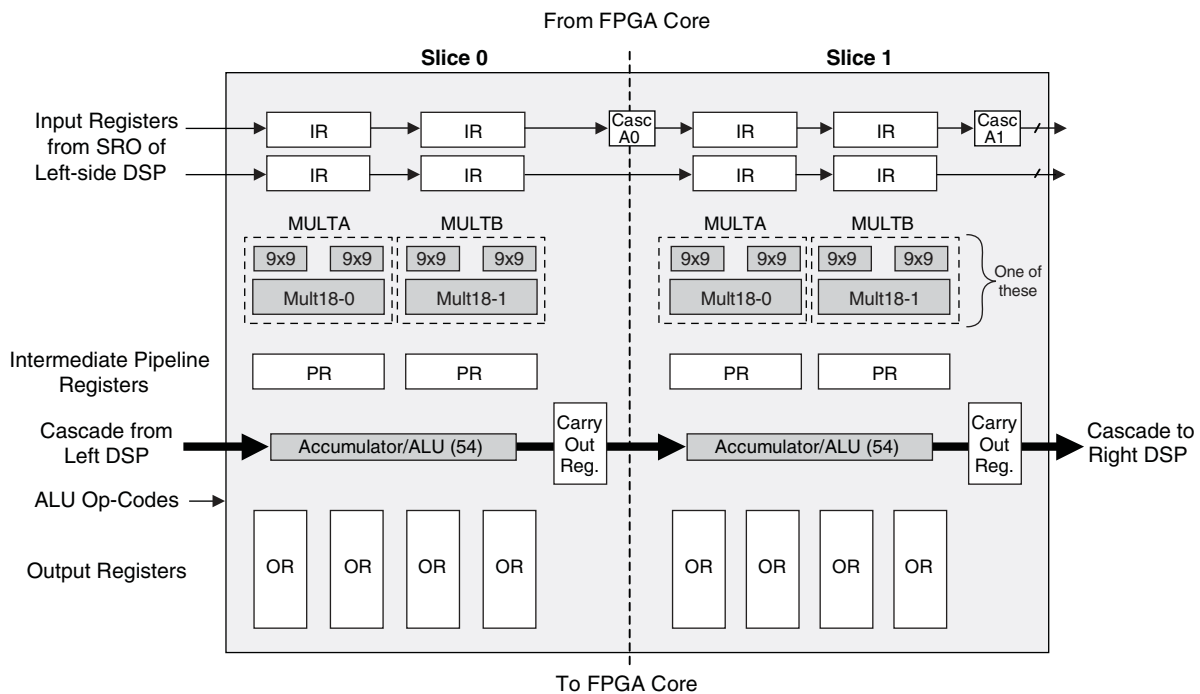 From FPGA Core
Slice 0
Slice 1
Input Registers
from SRO of
Left-side DSP
IR
IR
Casc
A0
IR
IR
Casc
A1
IR
IR
IR
IR
MULTA
MULTB
MULTA
MULTB
9x9
9x9
9x9
9x9
9x9
9x9
9x9
9x9
Mult18-0
Mult18-1
Mult18-0
Mult18-1
One of
these
Intermediate Pipeline
Registers
PR
PR
PR
PR
Cascade from
Left DSP
Accumulator/ALU (54)
Carry
Out
Reg.
Accumulator/ALU (54)
Carry
Out
Reg.
Cascade to
Right DSP
ALU Op-Codes
Output Registers
OR
OR
OR
OR
OR
OR
OR
OR
To FPGA Core